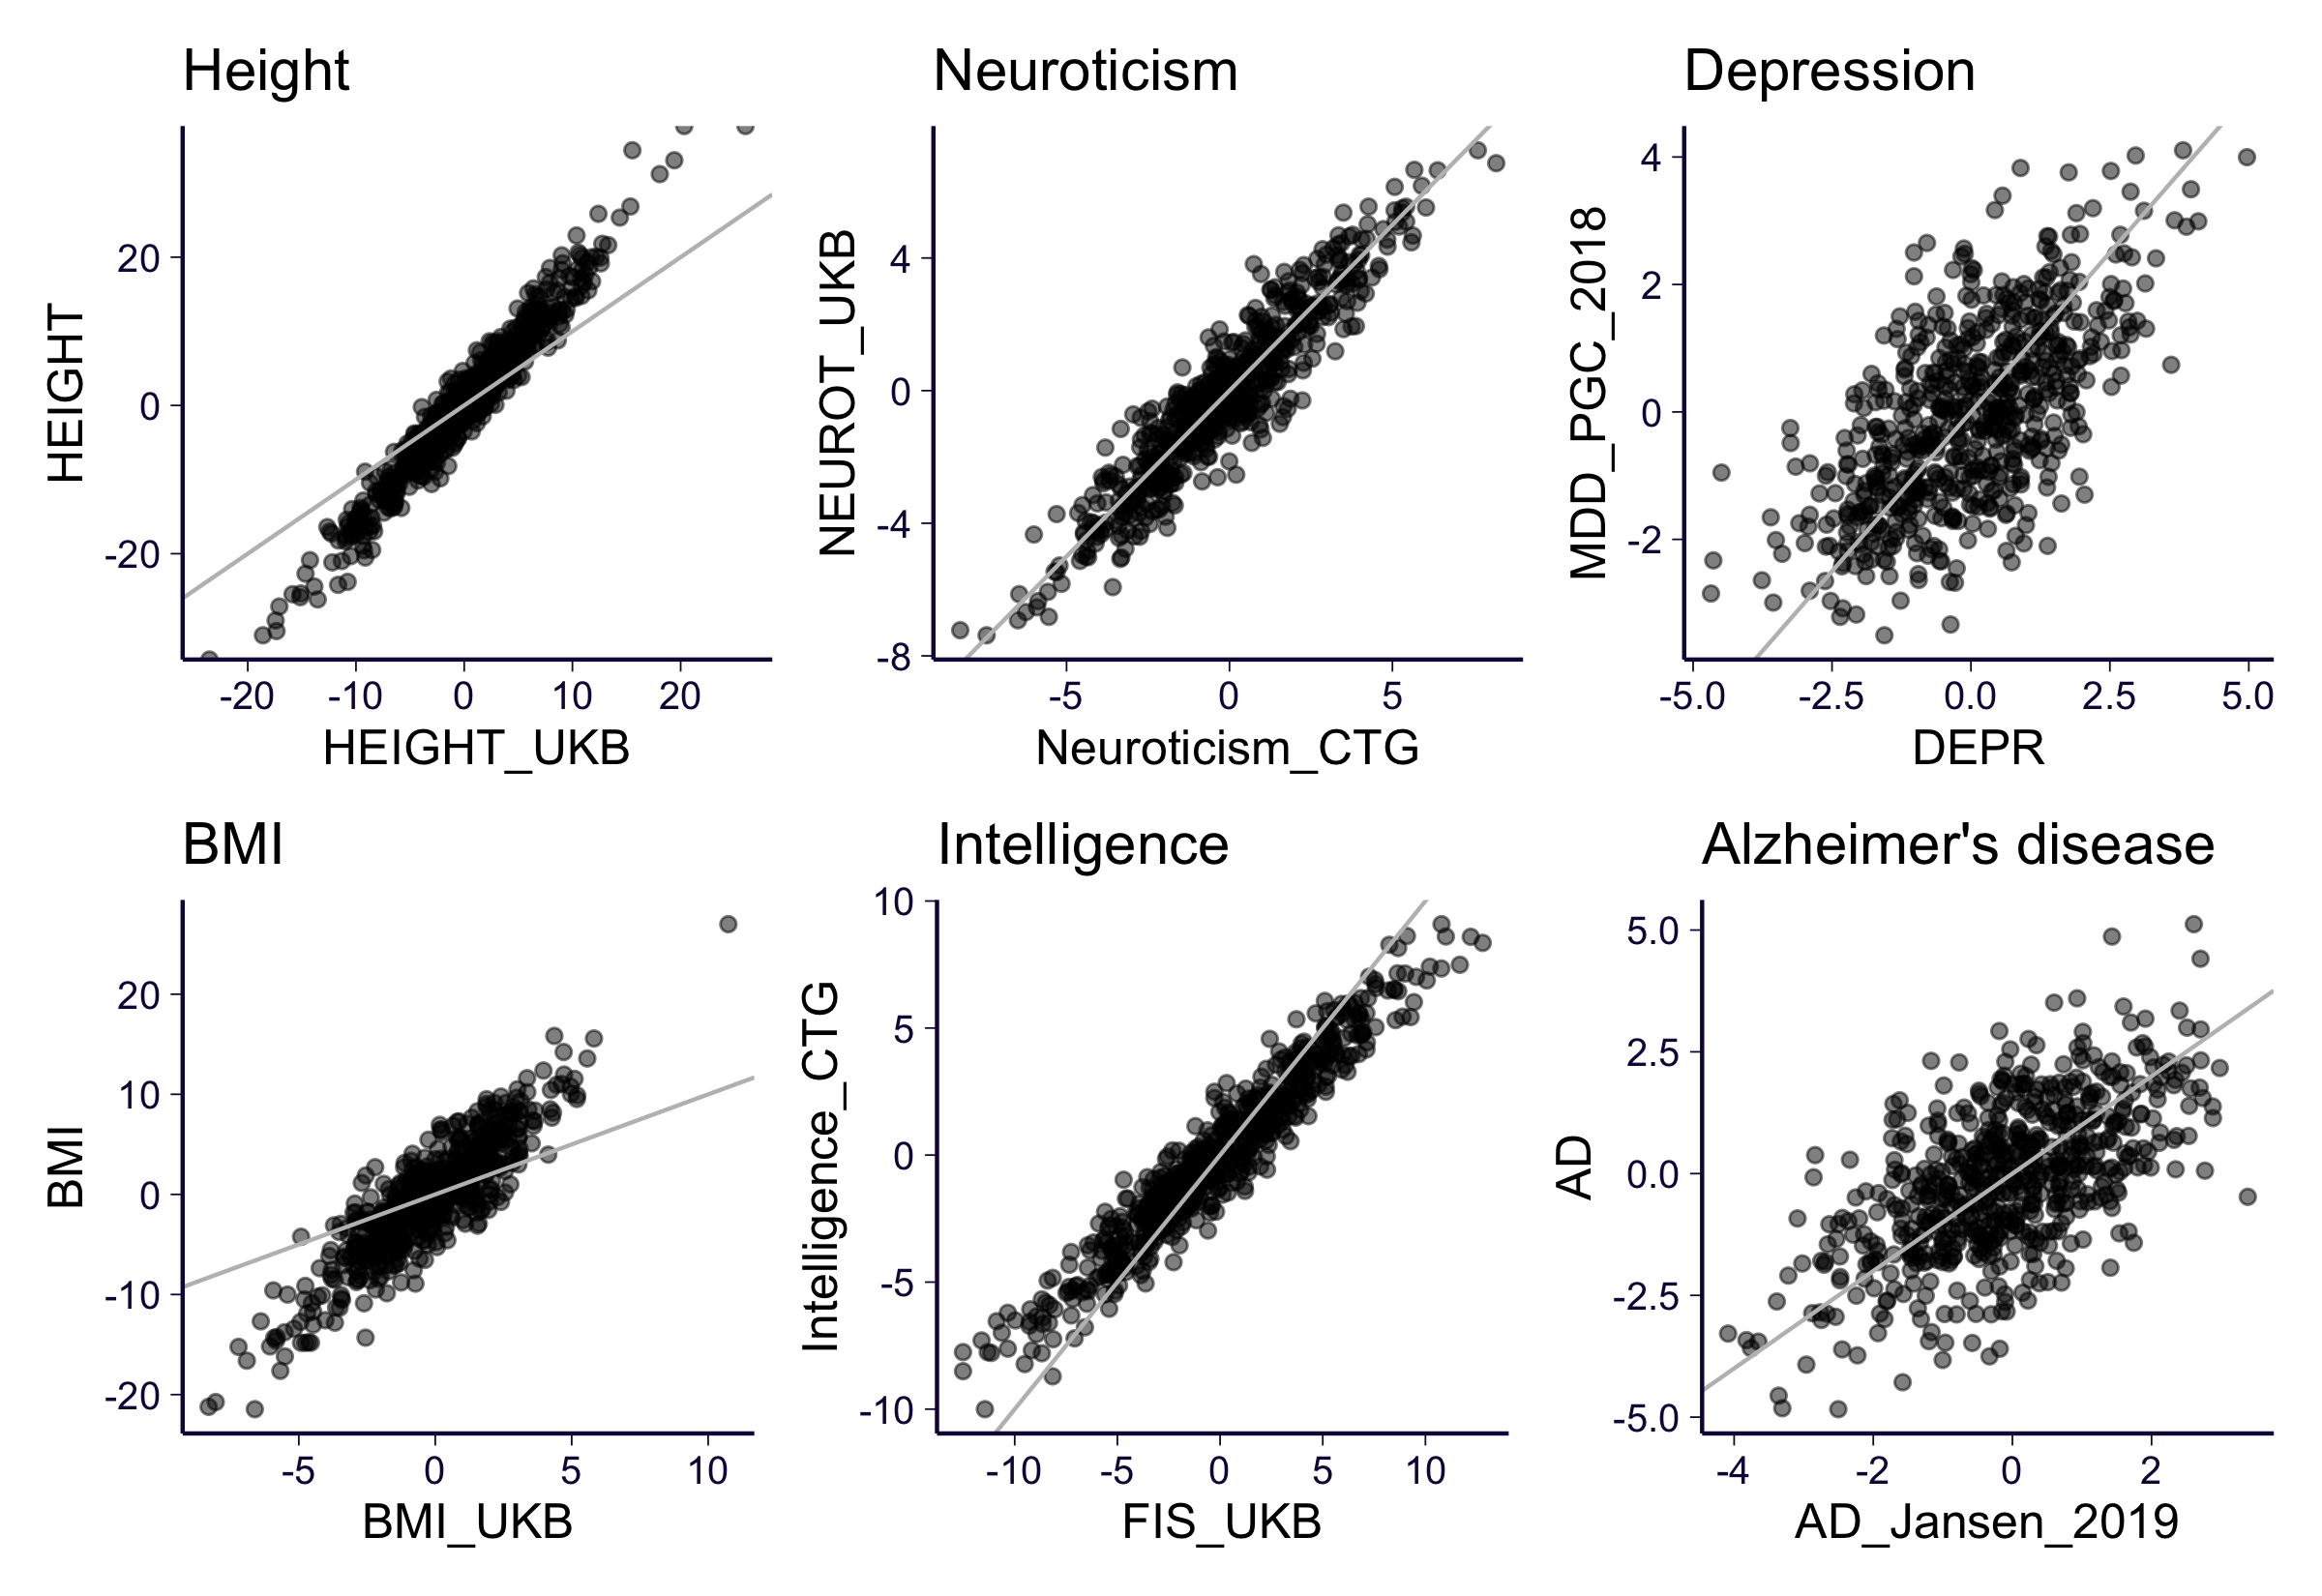 Height
Neuroticism
Depression
HEIGHT
20
0
-20
-20
-10
0
10
20
HEIGHT_UKB
NEUROT_UKB
4
0
-4
-8
-5
0
5
Neuroticism_CTG
MDD_PGC_2018
4
2
0
-2
-5.0
-2.5
0.0
2.5
5.0
DEPR
BMI
Intelligence
Alzheimer's disease
BMI
20
10
0
-10
-20
-5
0
5
10
BMI_UKB
Intelligence_CTG
10
5
0
-5
-10
-10
-5
0
5
10
FIS_UKB
AD
5.0
2.5
0.0
-2.5
-5.0
-4
-2
0
2
AD_Jansen_2019